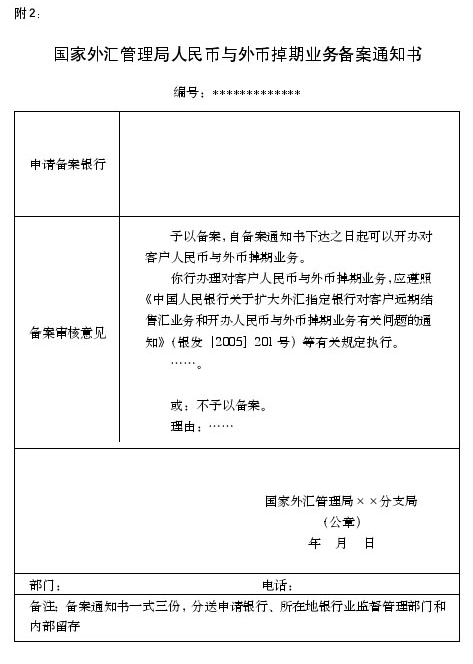 附2：
国家外汇管理局人民币与外币掉期业务备案通知书
编号：*************
申请备案银行
备案审核意见
予以备案，自备案通知书下达之日起可以开办对
客户人民币与外币掉期业务。
你行办理对客户人民币与外币掉期业务，应遵照
《中国人民银行关于扩大外汇指定银行对客户远期结
售汇业务和开办人民币与外币掉期业务有关问题的通
知》（银发［2005］201号）等有关规定执行。
……。
或：不予以备案。
理由：……
国家外汇管理局××分支局
（公章）
年 月 日
部门： 电话：
备注：备案通知书一式三份，分送申请银行、所在地银行业监督管理部门和
内部留存